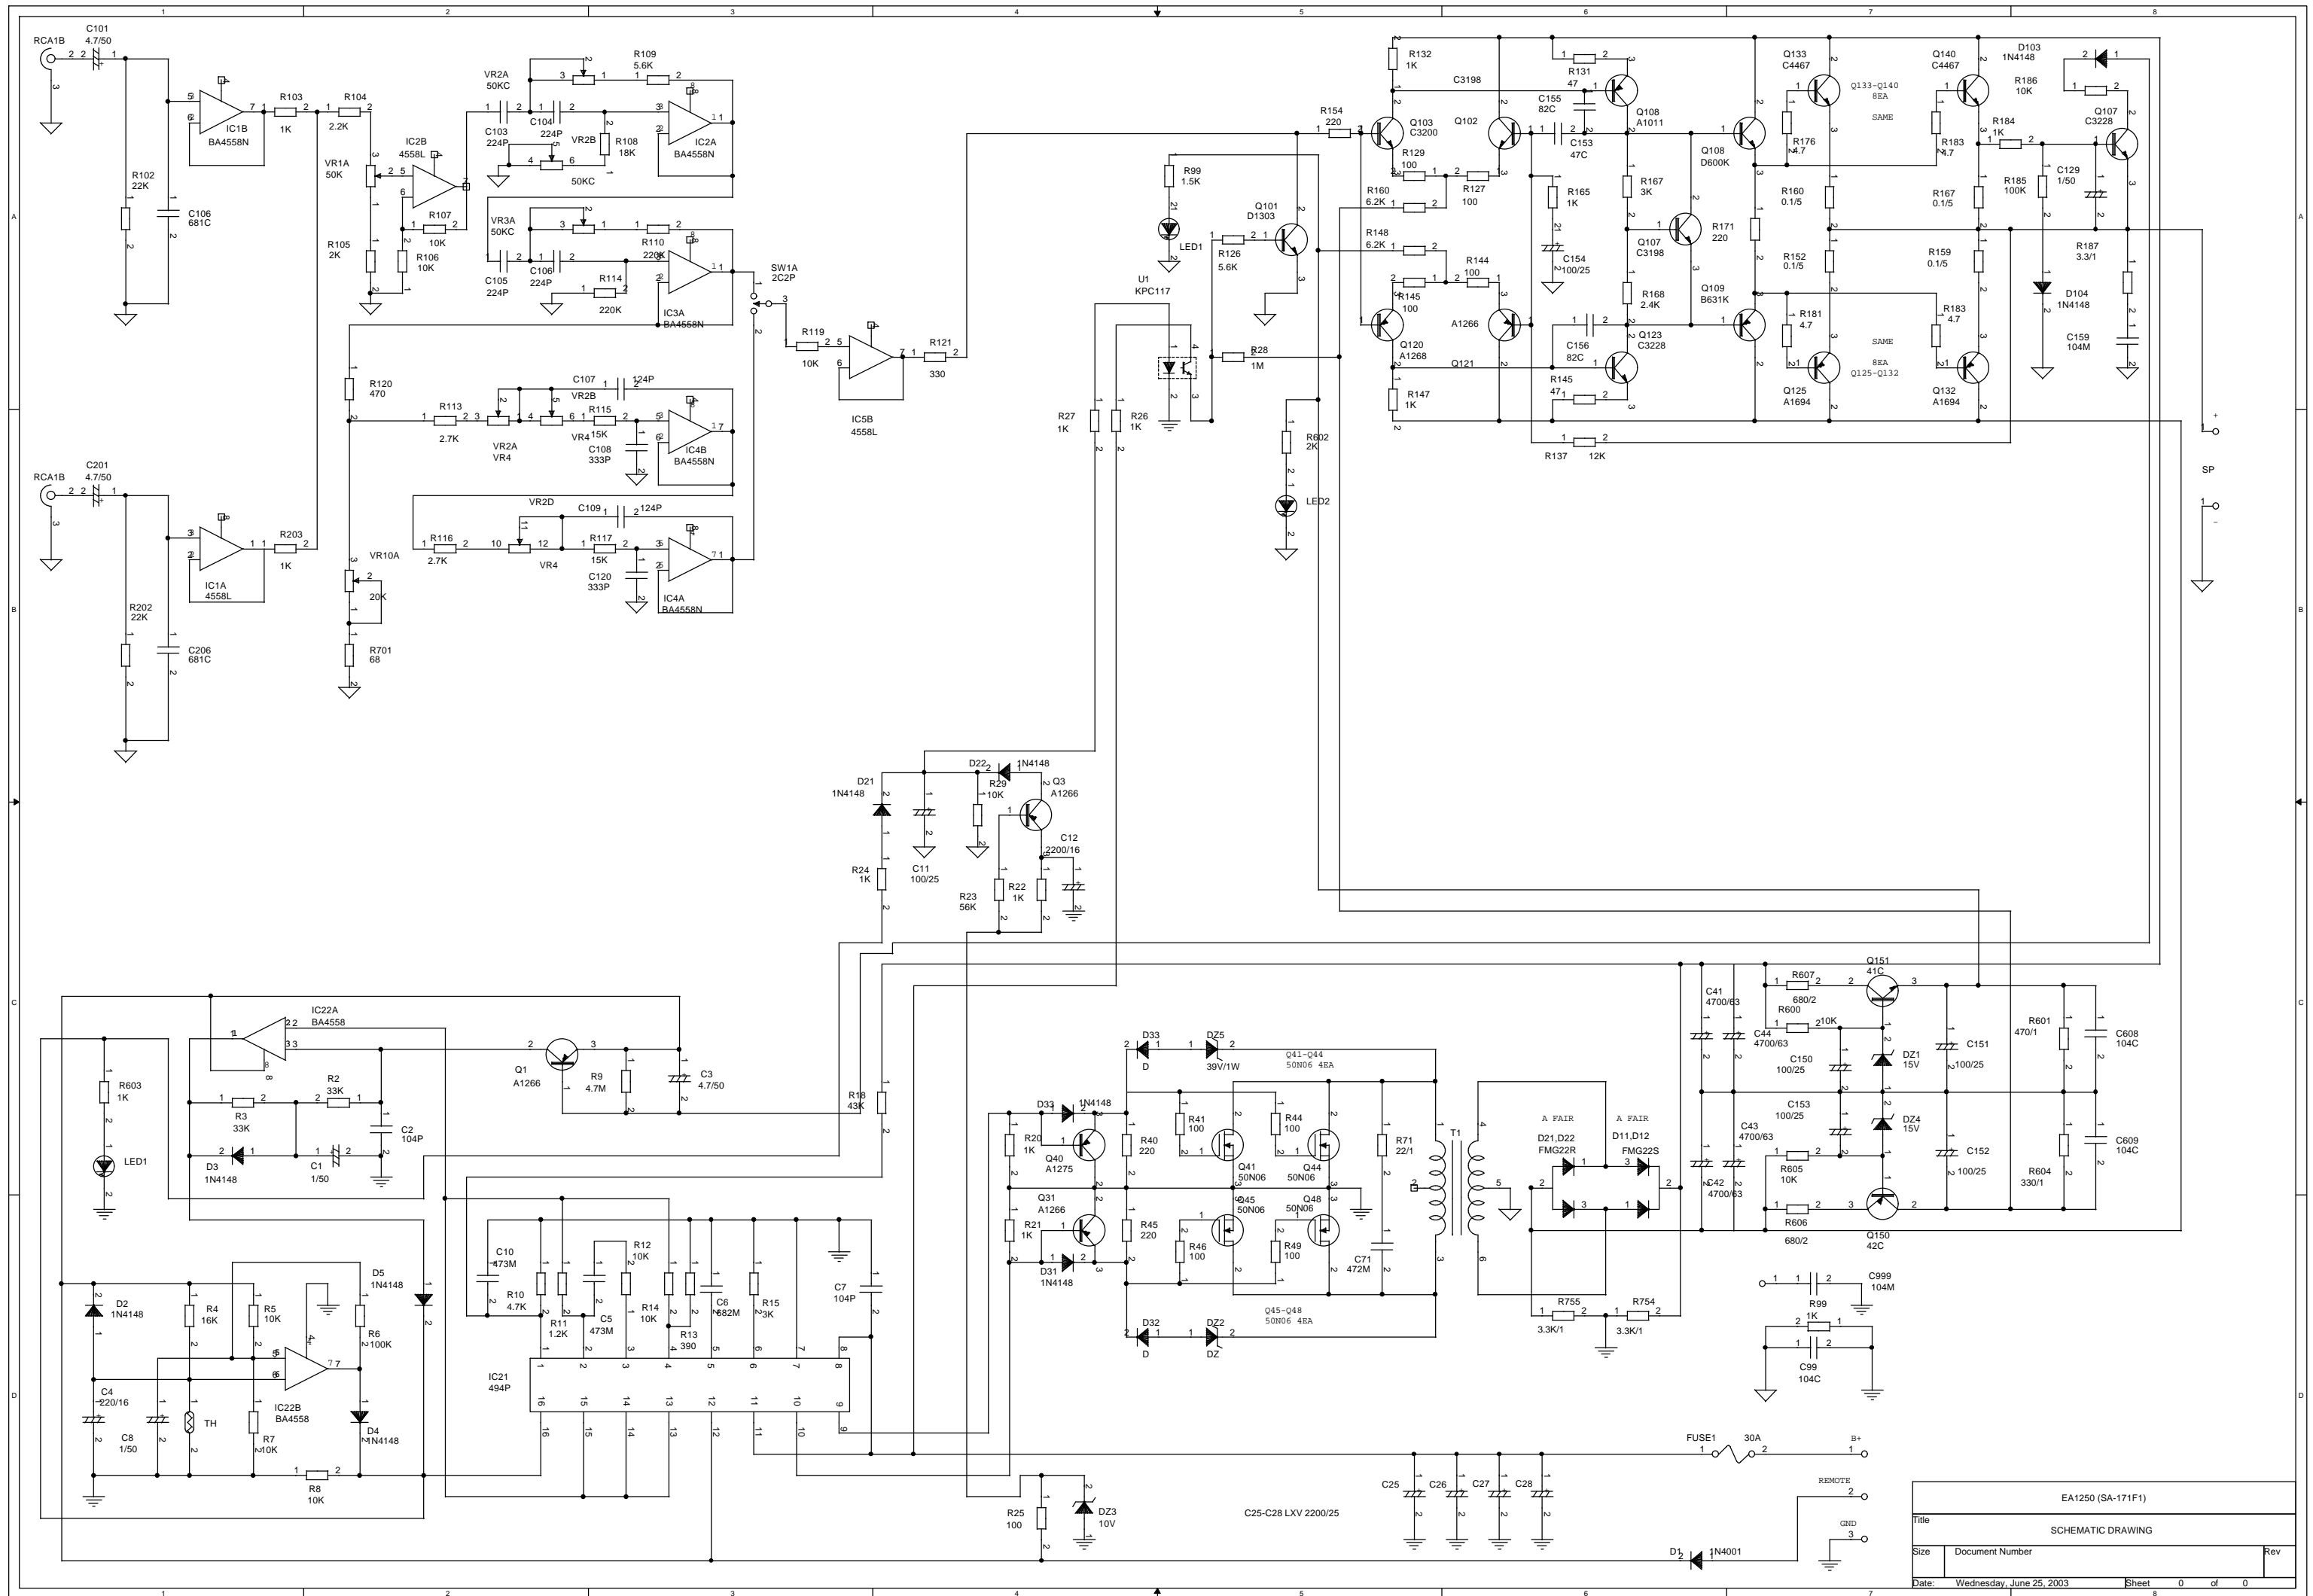 1 2 3 4 5 6 7 8
C101
4.7/50
RCA1B
R102
22K
C106
681C
IC1B
BA4558N
R103
1K
R104
2.2K
VR1A
50K
R105
2K
IC2B
4558L
R106
10K
R107
10K
VR2A
50KC
R109
5.6K
C103
224P
C104
224P
VR2B
R108
18K
50KC
IC2A
BA4558N
VR3A
50KC
R110
220K
C105
224P
C106
224P
R114
220K
IC3A
BA4558N
SW1A
2C2P
R119
10K
IC5B
4558L
R121
330
R120
470
R113
2.7K
VR2A
VR4
C107
124P
VR2B
R115
VR4
15K
C108
333P
IC4B
BA4558N
RCA1B
C201
4.7/50
R202
22K
C206
681C
IC1A
4558L
R203
1K
VR10A
20K
R701
68
R116
2.7K
VR2D
VR4
C109
124P
R117
15K
C120
333P
IC4A
BA4558N
R154
220
R132
1K
Q103
C3200
C3198
Q102
R131
47
C155
82C
C153
47C
Q108
A1011
R129
100
R127
100
R160
6.2K
R148
6.2K
R99
1.5K
LED1
Q101
D1303
R126
5.6K
U1
KPC117
R28
1M
R27
1K
R26
1K
R144
100
R145
100
R165
1K
C154
100/25
R167
3K
Q107
C3198
R168
2.4K
R171
220
Q108
D600K
Q109
B631K
Q120
A1268
A1266
Q121
C156
82C
Q123
C3228
R145
47
R147
1K
R137
12K
R602
2K
LED2
Q133
C4467
Q133-Q140
8EA
SAME
Q140
C4467
R176
4.7
R183
4.7
R160
0.1/5
R167
0.1/5
R152
0.1/5
R159
0.1/5
R181
4.7
R183
4.7
SAME
8EA
Q125-Q132
Q125
A1694
Q132
A1694
D103
1N4148
R186
10K
Q107
C3228
R184
1K
R185
100K
C129
1/50
R187
3.3/1
D104
1N4148
C159
104M
+
SP
-
A
B
C
D
D21
1N4148
D22
1N4148
R29
10K
Q3
A1266
C12
2200/16
C11
100/25
R24
1K
R23
56K
R22
1K
IC22A
BA4558
Q1
A1266
R9
4.7M
C3
4.7/50
R603
1K
LED1
R3
33K
R2
33K
C2
104P
D3
1N4148
C1
1/50
R18
43K
D33
D
DZ5
39V/1W
Q41-Q44
50N06 4EA
D33
1N4148
R20
1K
Q40
A1275
R40
220
R41
100
R44
100
Q41
50N06
Q44
50N06
R71
22/1
T1
Q31
A1266
R21
1K
D31
1N4148
R45
220
Q45
50N06
Q48
50N06
R46
100
R49
100
C71
472M
Q45-Q48
50N06 4EA
D32
D
DZ2
DZ
A FAIR
A FAIR
D21,D22
FMG22R
D11,D12
FMG22S
R755
3.3K/1
R754
3.3K/1
C41
4700/63
C44
4700/63
C43
4700/63
C42
4700/63
R607
680/2
R600
10K
Q151
41C
C150
100/25
DZ1
15V
C153
100/25
DZ4
15V
R605
10K
R606
680/2
Q150
42C
C151
100/25
C152
100/25
R601
470/1
R604
330/1
C608
104C
C609
104C
C999
104M
R99
1K
C99
104C
D2
1N4148
R4
16K
R5
10K
D5
1N4148
R6
100K
C4
220/16
C8
1/50
TH
R7
10K
IC22B
BA4558
D4
1N4148
R8
10K
C10
473M
R10
4.7K
R11
1.2K
R12
10K
C5
473M
R14
10K
R13
390
C6
682M
R15
3K
C7
104P
IC21
494P
R25
100
DZ3
10V
C25
C26
C27
C28
C25-C28 LXV 2200/25
FUSE1
30A
B+
REMOTE
GND
D1
1N4001
EA1250 (SA-171F1)
Title
SCHEMATIC DRAWING
Size
Document Number
Rev
Date:
Wednesday, June 25, 2003
Sheet 0 of 0